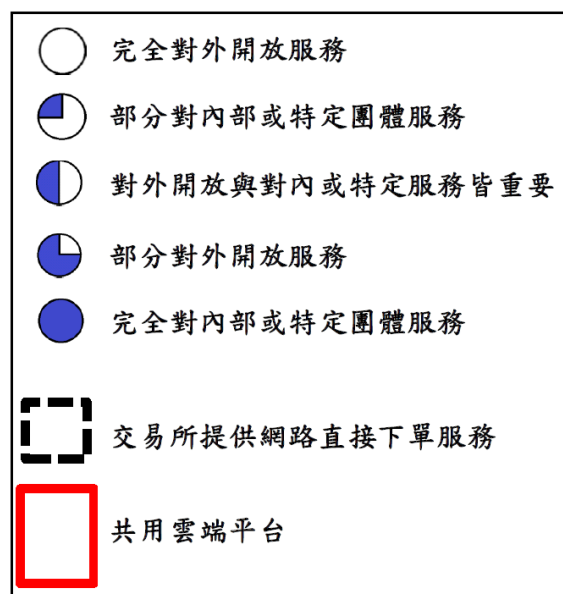 完全對外開放服務
部分對內部或特定團體服務
對外開放與對內或特定服務皆重要
部分對外開放服務
完全對內部或特定團體服務
交易所提供網路直接下單服務
共用雲端平台